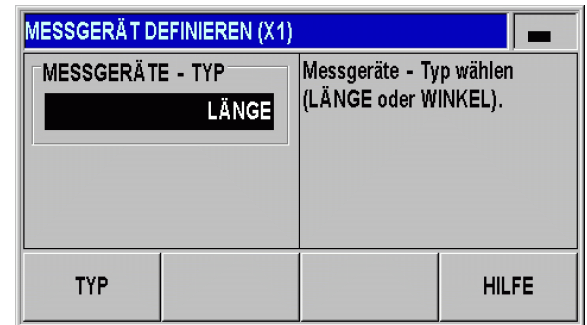 MESSGERÄT DEFINIEREN (X1)
MESSGERÄTE - TYP
LÄNGE
Messgeräte - Typ wählen
(LÄNGE oder WINKEL).
TYP
HILFE